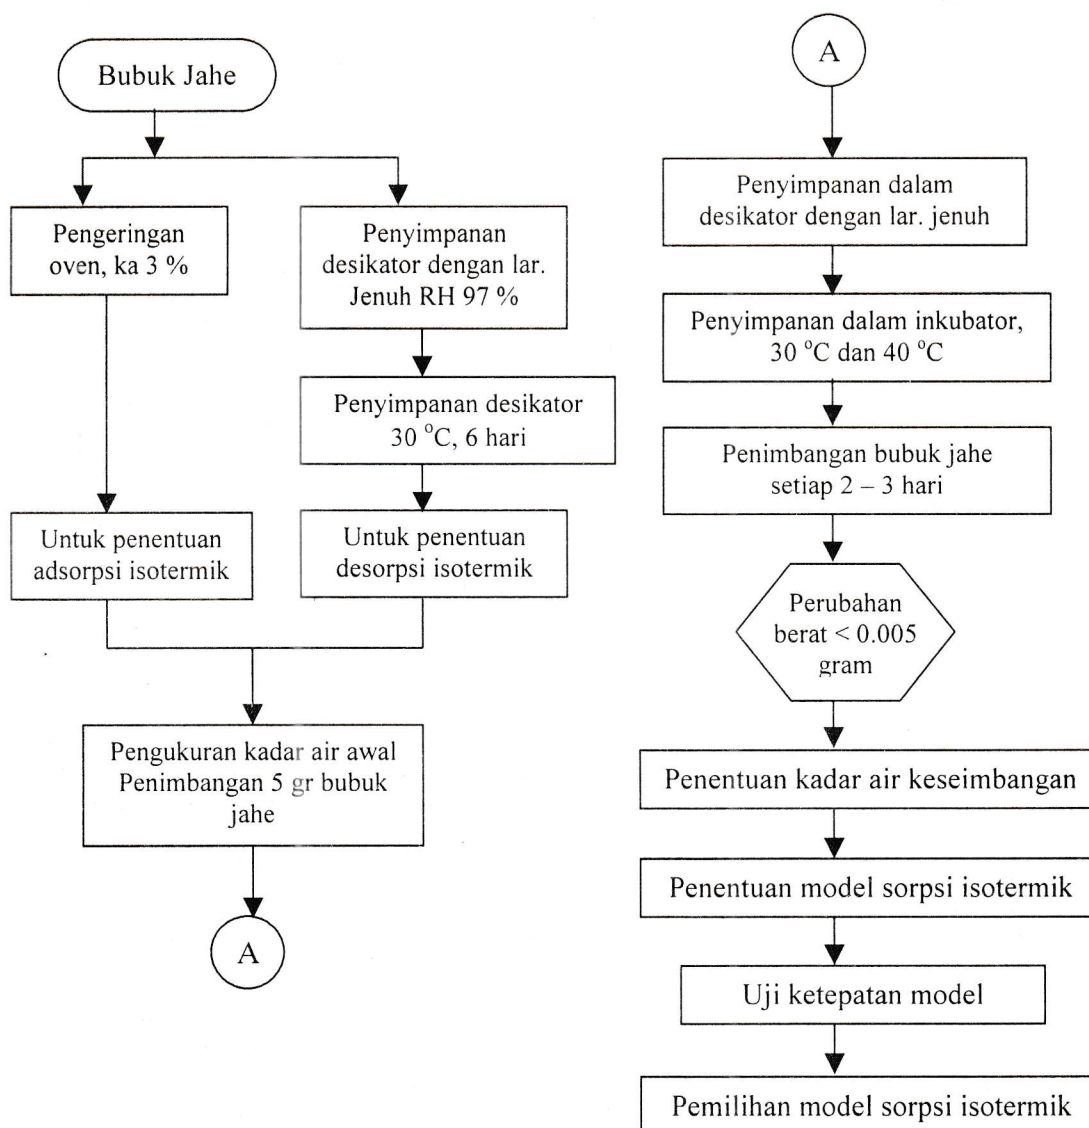 Bubuk Jahe
Pengeringan
oven, ka 3 %
Penyimpanan
desikator dengan lar.
Jenuh RH 97 %
Penyimpanan desikator
30 °C, 6 hari
Untuk penentuan
adsorpsi isotermik
Untuk penentuan
desorpsi isotermik
Pengukuran kadar air awal
Penimbangan 5 gr bubuk
jahe
A
A
Penyimpanan dalam
desikator dengan lar. jenuh
Penyimpanan dalam inkubator,
30 °C dan 40 °C
Penimbangan bubuk jahe
setiap 2 – 3 hari
Perubahan
berat < 0.005
gram
Penentuan kadar air keseimbangan
Penentuan model sorpsi isotermik
Uji ketepatan model
Pemilihan model sorpsi isotermik